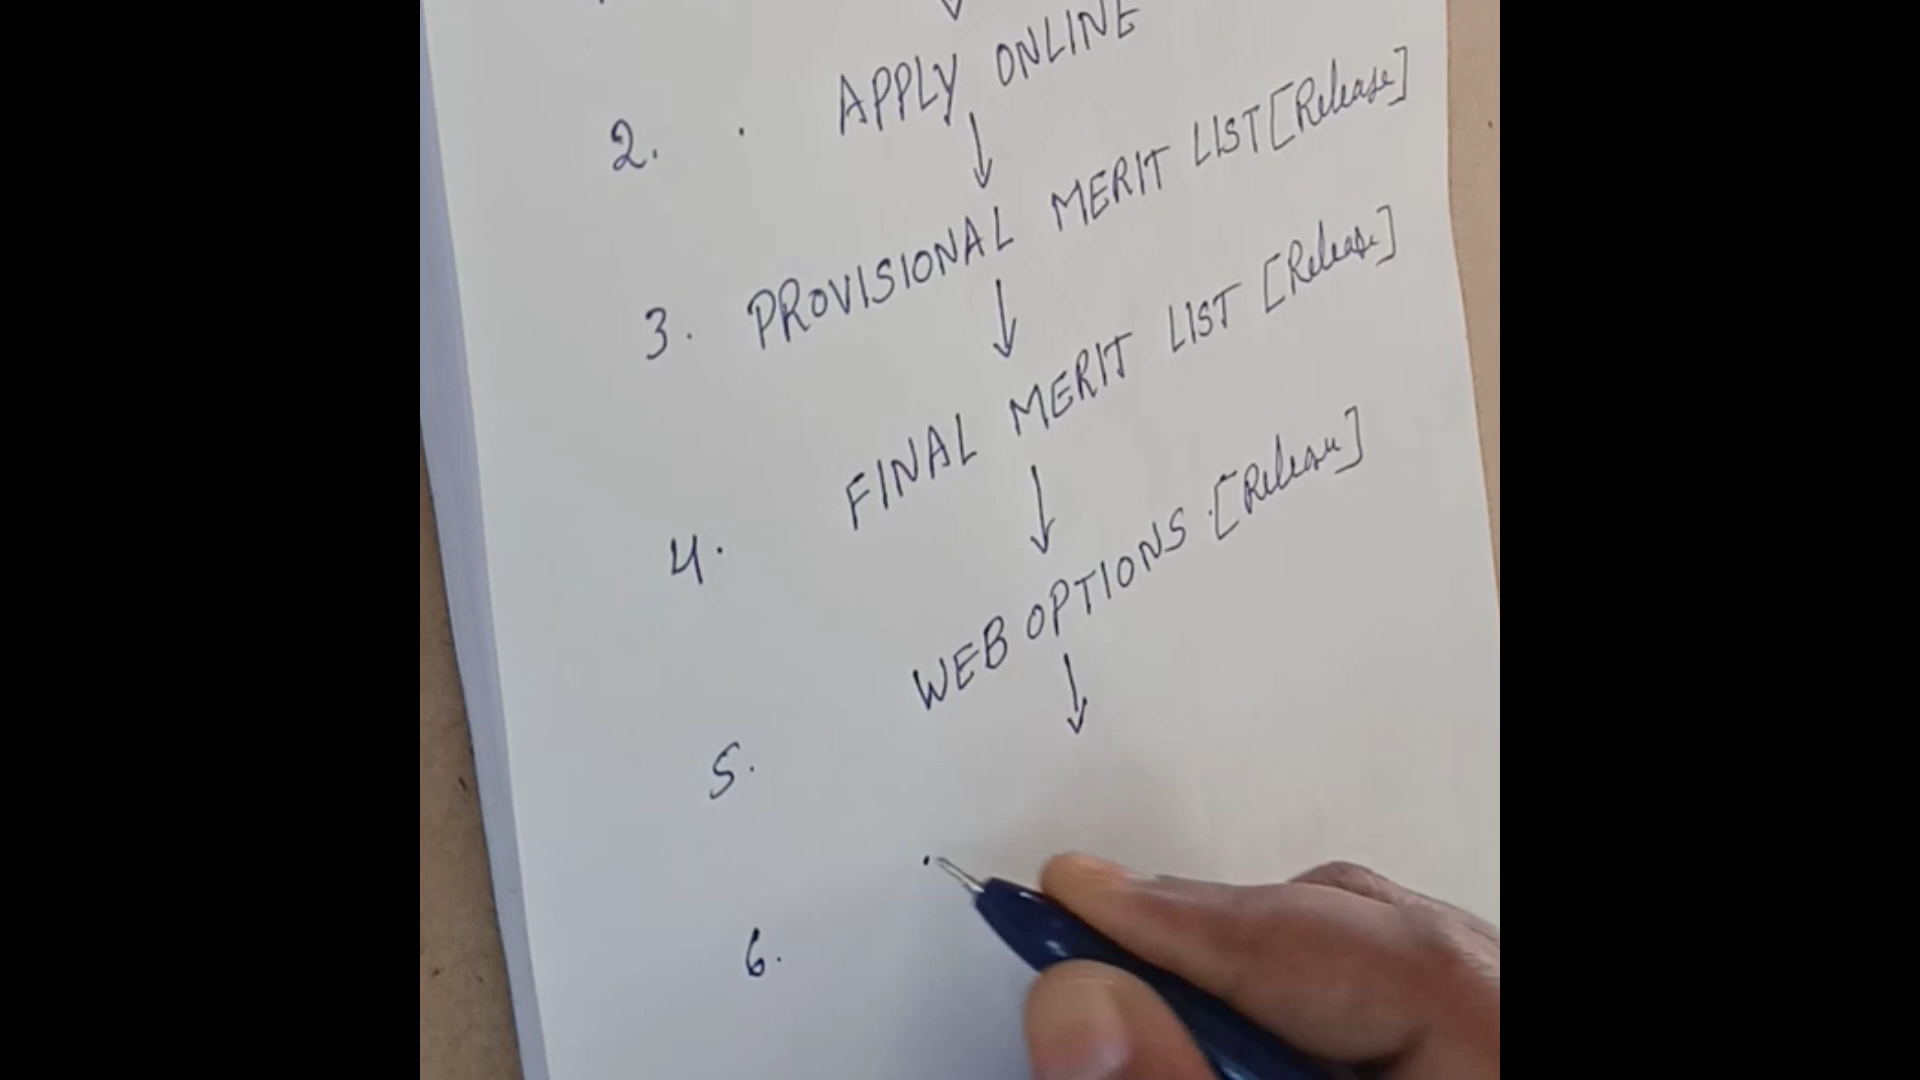 2. APPLY ONLINE
↓
3. PROVISIONAL MERIT LIST [Release]
↓
4. FINAL MERIT LIST [Release]
↓
5. WEB OPTIONS. [Release]
↓
6.